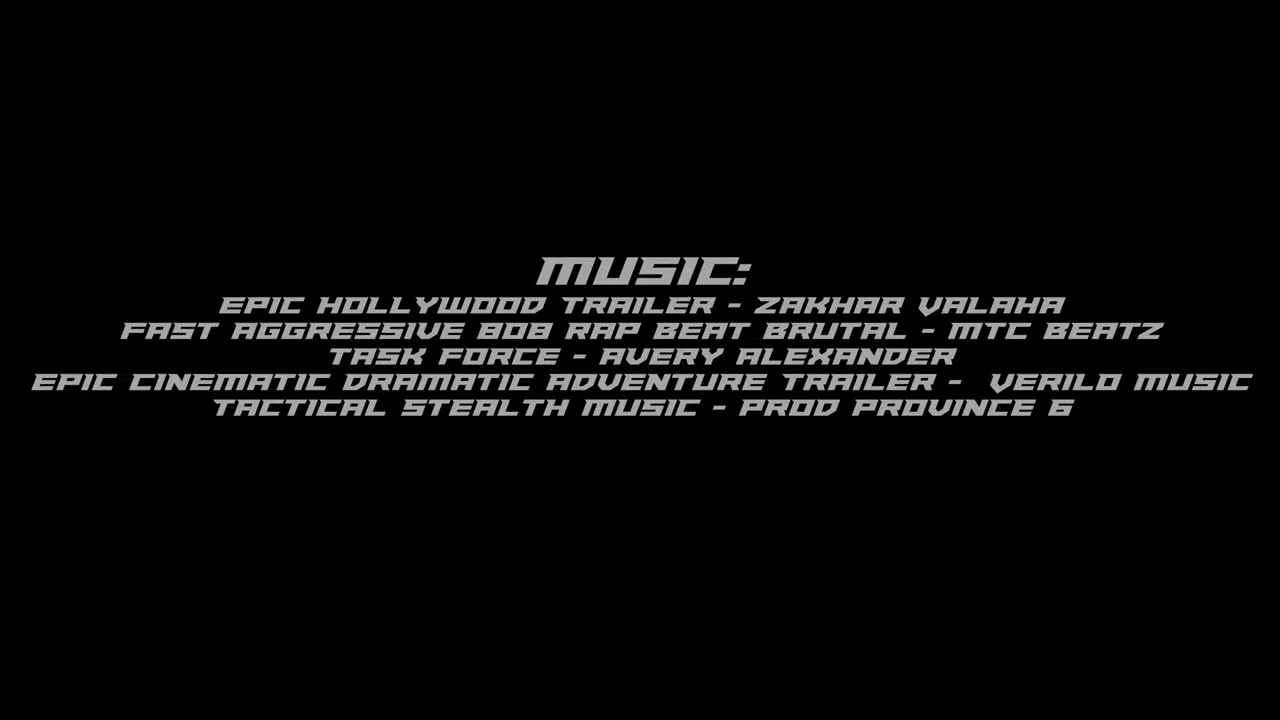 MUSIC:
EPIC HOLLYWOOD TRAILER - ZAKHAR VALAHA
FAST AGGRESSIVE 808 RAP BEAT BRUTAL - MTC BEATZ
TASK FORCE - AVERY ALEXANDER
EPIC CINEMATIC DRAMATIC ADVENTURE TRAILER -  VERILO MUSIC
TACTICAL STEALTH MUSIC - PROD PROVINCE 6